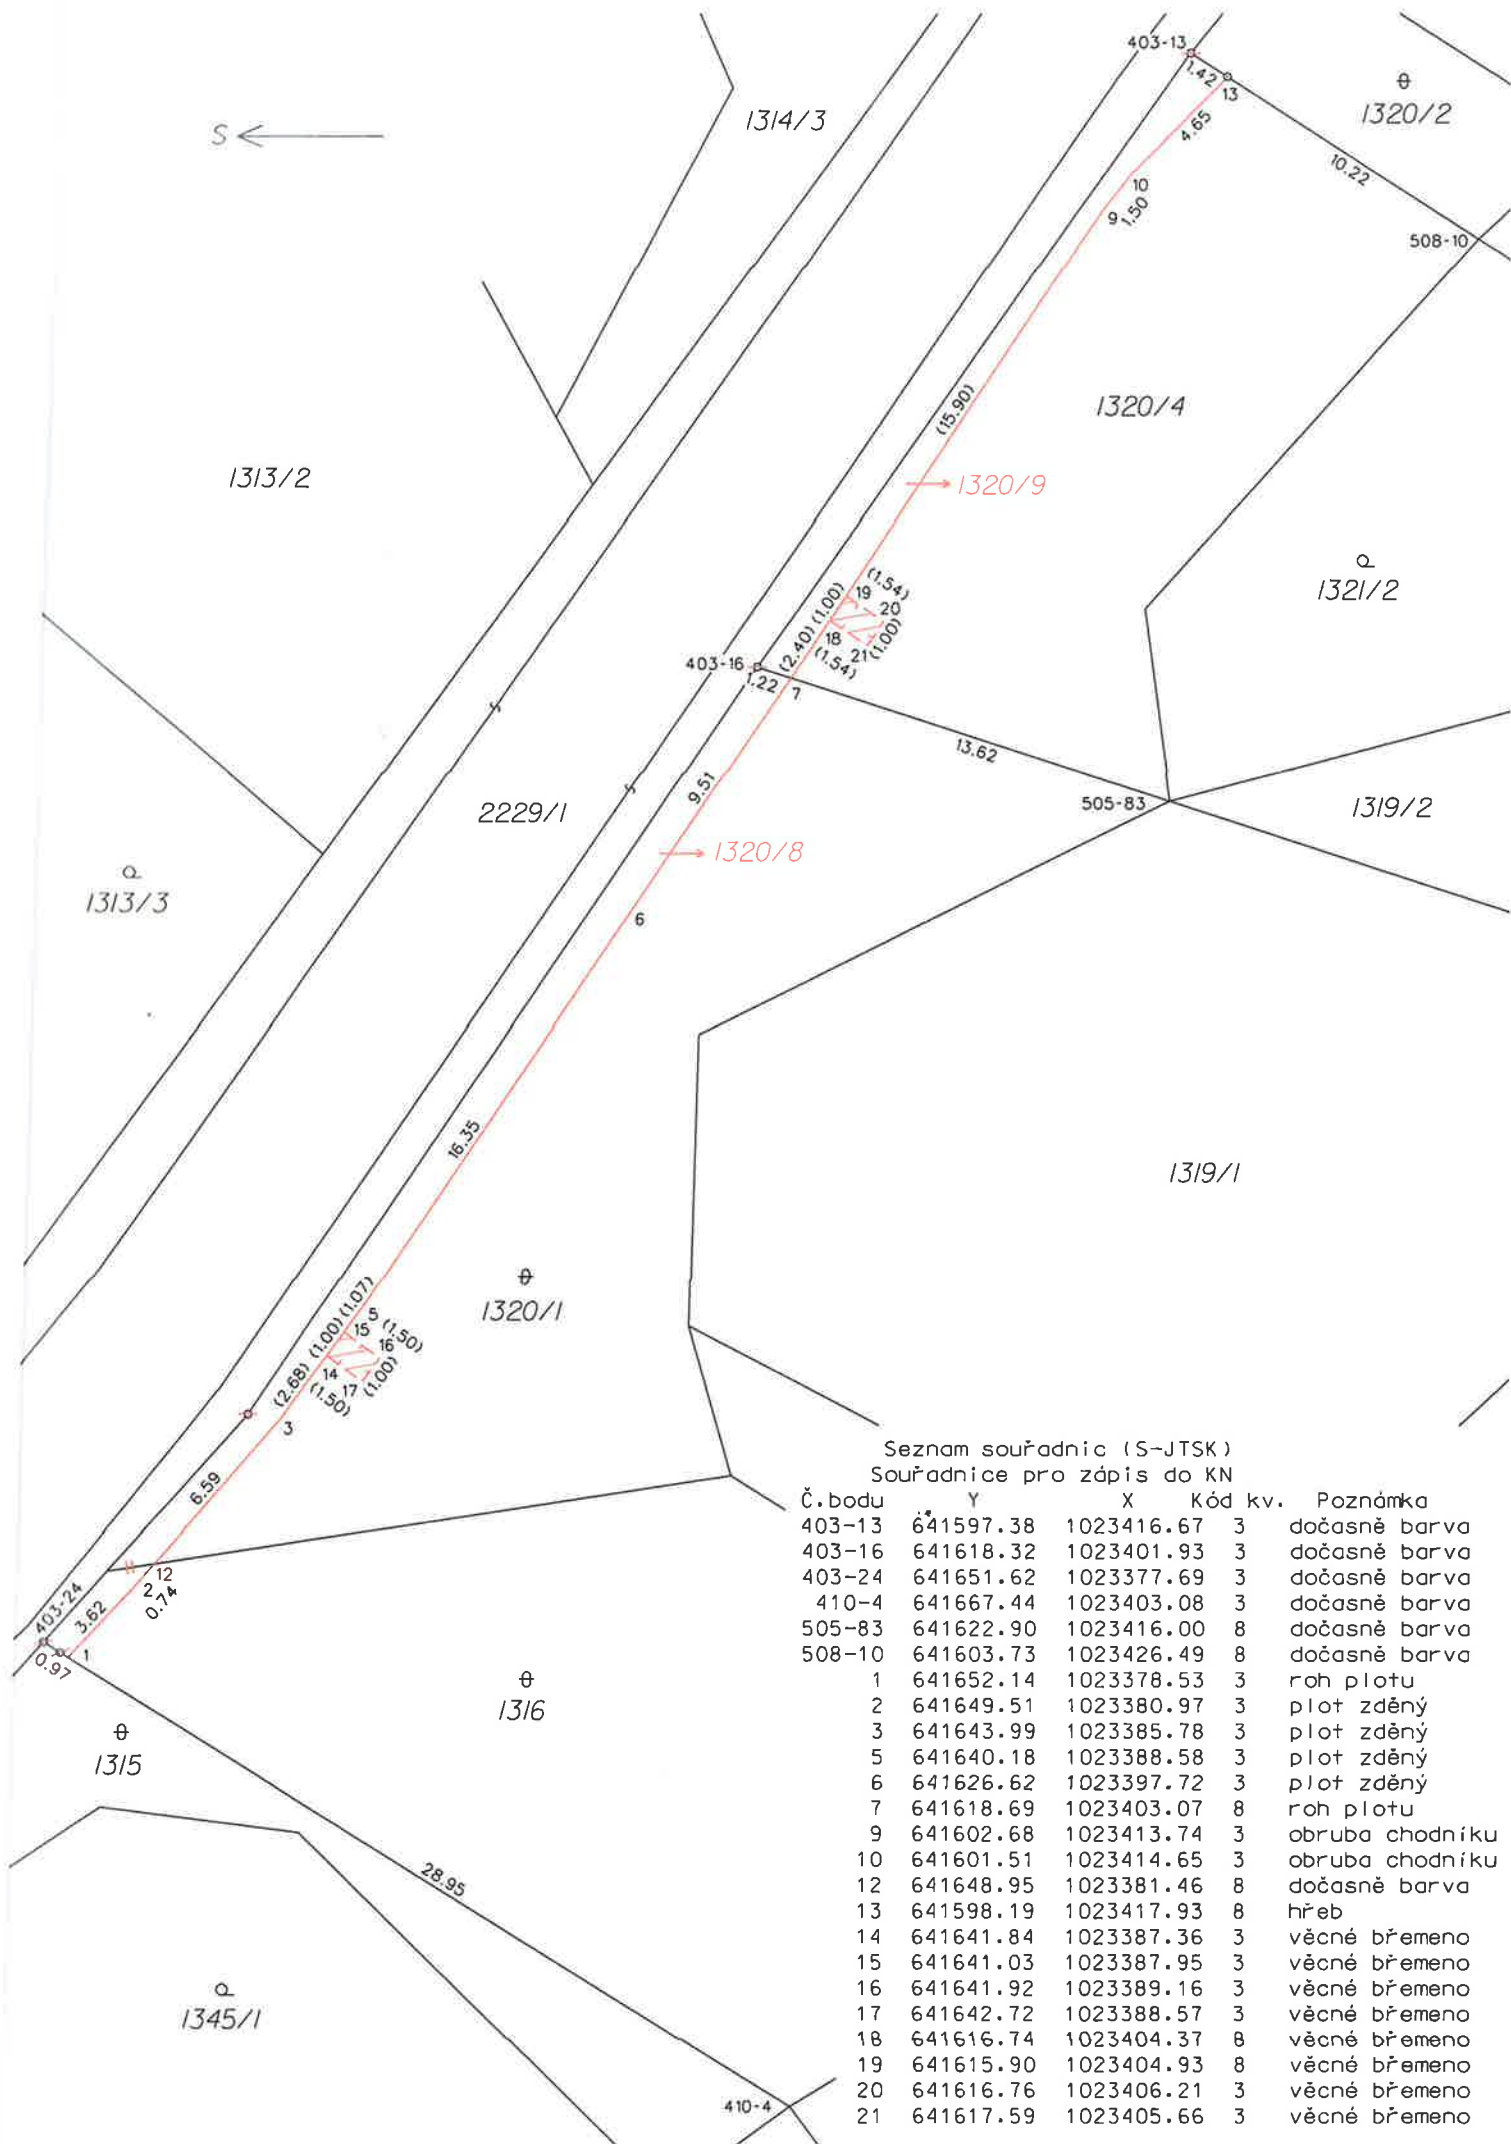 403-13
1.42
13
1320/2
1314/3
S
4.65
10.22
10
9
1.50
508-10
(15.90)
1320/4
1313/2
1320/9
1321/2
(1.54)
19
20
(1.00)
18
(2.40)
21
(1.00)
(1.54)
403-16
1.22
7
13.62
9.51
505-83
1319/2
2229/1
1320/8
1313/3
6
16.35
1319/1
1320/1
(1.07)
5
(1.00)
15
(1.50)
16
14
(2.68)
17
(1.00)
(1.50)
3
6.59
12
2
0.74
403-24
3.62
1
0.97
1316
1315
28.95
1345/1
410-4
Seznam souřadnic (S-JTSK)
Souřadnice pro zápis do KN
Č.bodu Y X Kód kv. Poznámka
403-13 641597.38 1023416.67 3 dočasně barva
403-16 641618.32 1023401.93 3 dočasně barva
403-24 641651.62 1023377.69 3 dočasně barva
410-4 641667.44 1023403.08 3 dočasně barva
505-83 641622.90 1023416.00 8 dočasně barva
508-10 641603.73 1023426.49 8 dočasně barva
1 641652.14 1023378.53 3 roh plotu
2 641649.51 1023380.97 3 plot zděný
3 641643.99 1023385.78 3 plot zděný
5 641640.18 1023388.58 3 plot zděný
6 641626.62 1023397.72 3 plot zděný
7 641618.69 1023403.07 8 roh plotu
9 641602.68 1023413.74 3 obruba chodníku
10 641601.51 1023414.65 3 obruba chodníku
12 641648.95 1023381.46 8 dočasně barva
13 641598.19 1023417.93 8 hřeb
14 641641.84 1023387.36 3 věcné břemeno
15 641641.03 1023387.95 3 věcné břemeno
16 641641.92 1023389.16 3 věcné břemeno
17 641642.72 1023388.57 3 věcné břemeno
18 641616.74 1023404.37 8 věcné břemeno
19 641615.90 1023404.93 8 věcné břemeno
20 641616.76 1023406.21 3 věcné břemeno
21 641617.59 1023405.66 3 věcné břemeno